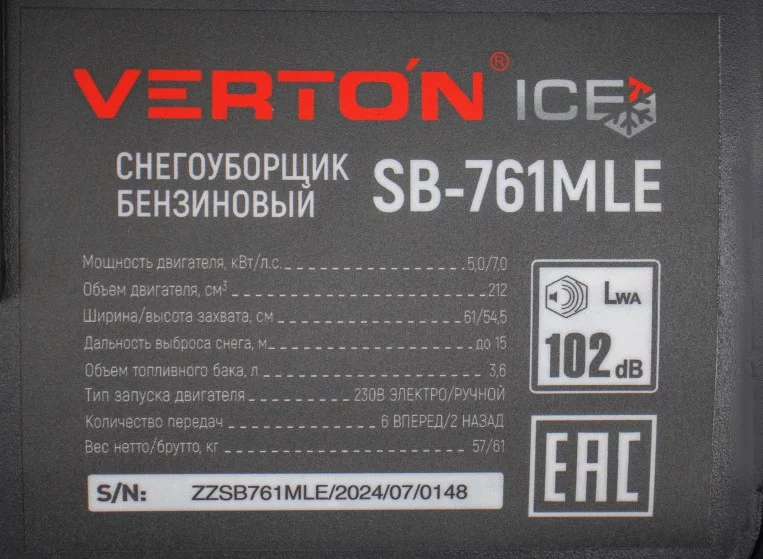 VERTON® ICE
СНЕГОУБОРЩИК
БЕНЗИНОВЫЙ
SB-761MLE
Мощность двигателя, кВт/л.с. 5,0/7,0
Объем двигателя, см³ 212
Ширина/высота захвата, см 61/54,5
Дальность выброса снега, м до 15
Объем топливного бака, л 3,6
Тип запуска двигателя 230В ЭЛЕКТРО/РУЧНОЙ
Количество передач 6 ВПЕРЕД/2 НАЗАД
Вес нетто/брутто, кг 57/61
LWA
102 dB
EAC
S/N: ZZSB761MLE/2024/07/0148